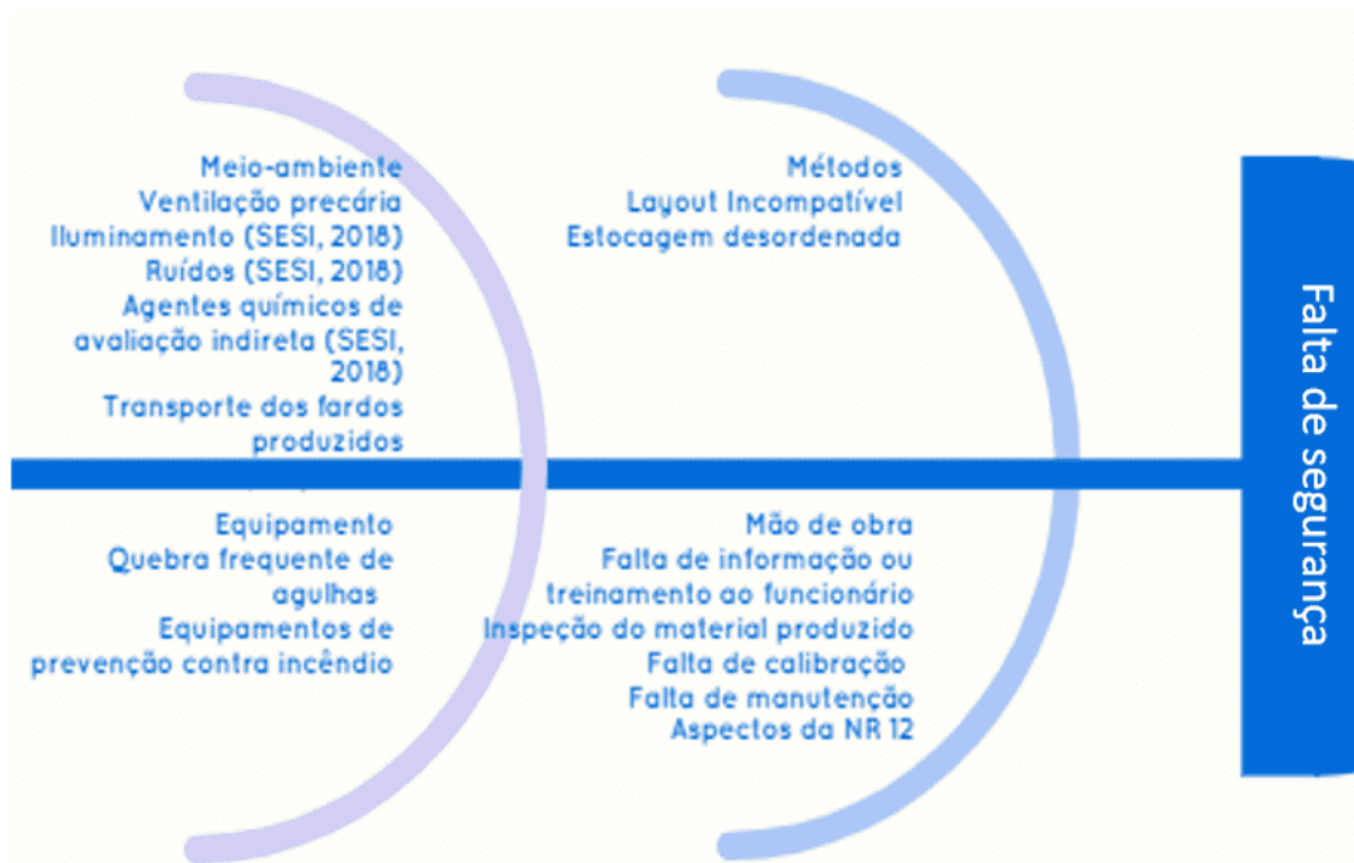 Meio-ambiente
Ventilação precária
Iluminamento (SESI, 2018)
Ruídos (SESI, 2018)
Agentes químicos de
avaliação indireta (SESI,
2018)
Transporte dos fardos
produzidos
Métodos
Layout Incompatível
Estocagem desordenada
Equipamento
Quebra frequente de
agulhas
Equipamentos de
prevenção contra incêndio
Mão de obra
Falta de informação ou
treinamento ao funcionário
Inspeção do material produzido
Falta de calibração
Falta de manutenção
Aspectos da NR 12
Falta de segurança